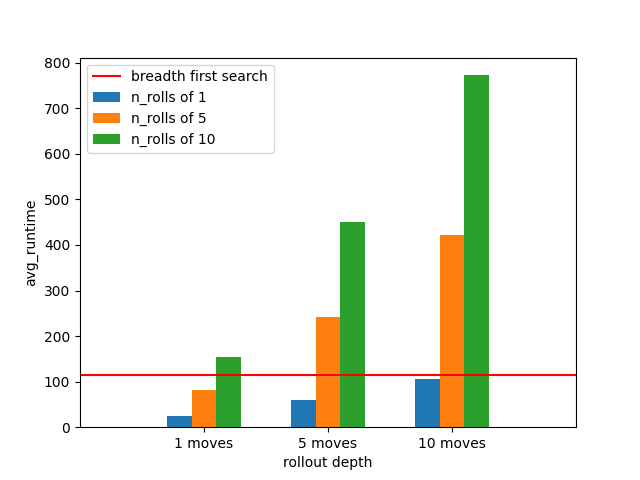 breadth first search
n_rolls of 1
n_rolls of 5
n_rolls of 10
800
700
600
500
400
300
200
100
0
avg_runtime
1 moves 5 moves 10 moves
rollout depth